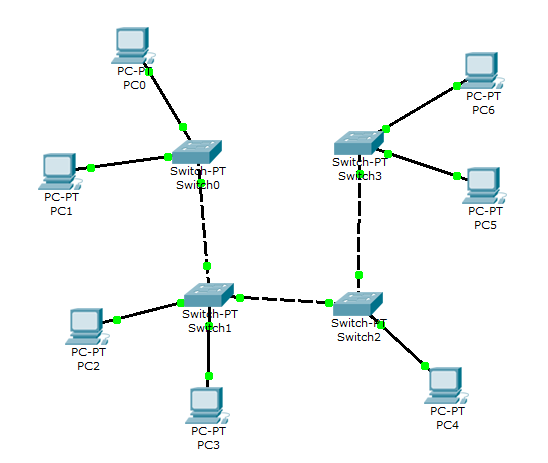 PC-PT
PC0
PC-PT
PC6
Switch-PT
Switch0
Switch-PT
Switch3
PC-PT
PC1
PC-PT
PC5
Switch-PT
Switch1
Switch-PT
Switch2
PC-PT
PC2
PC-PT
PC4
PC-PT
PC3